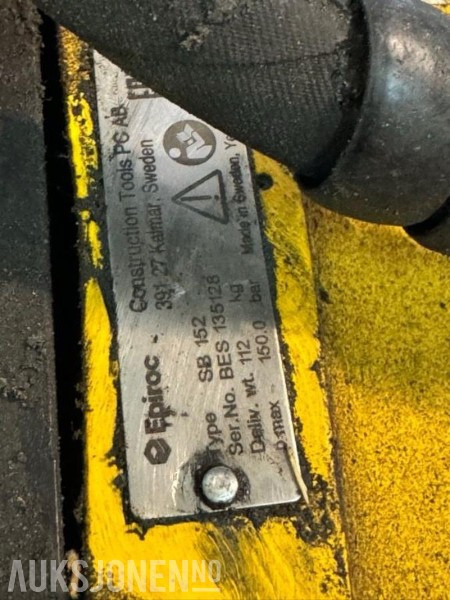 Epiroc
Construction Tools PC AB
391 27 Kalmar, Sweden
Type SB 152
Ser.No. BES 135128
Deliv. wt. 112 kg
p.max 150.0 bar
Made in Sweden,
AUKSJONEN.NO